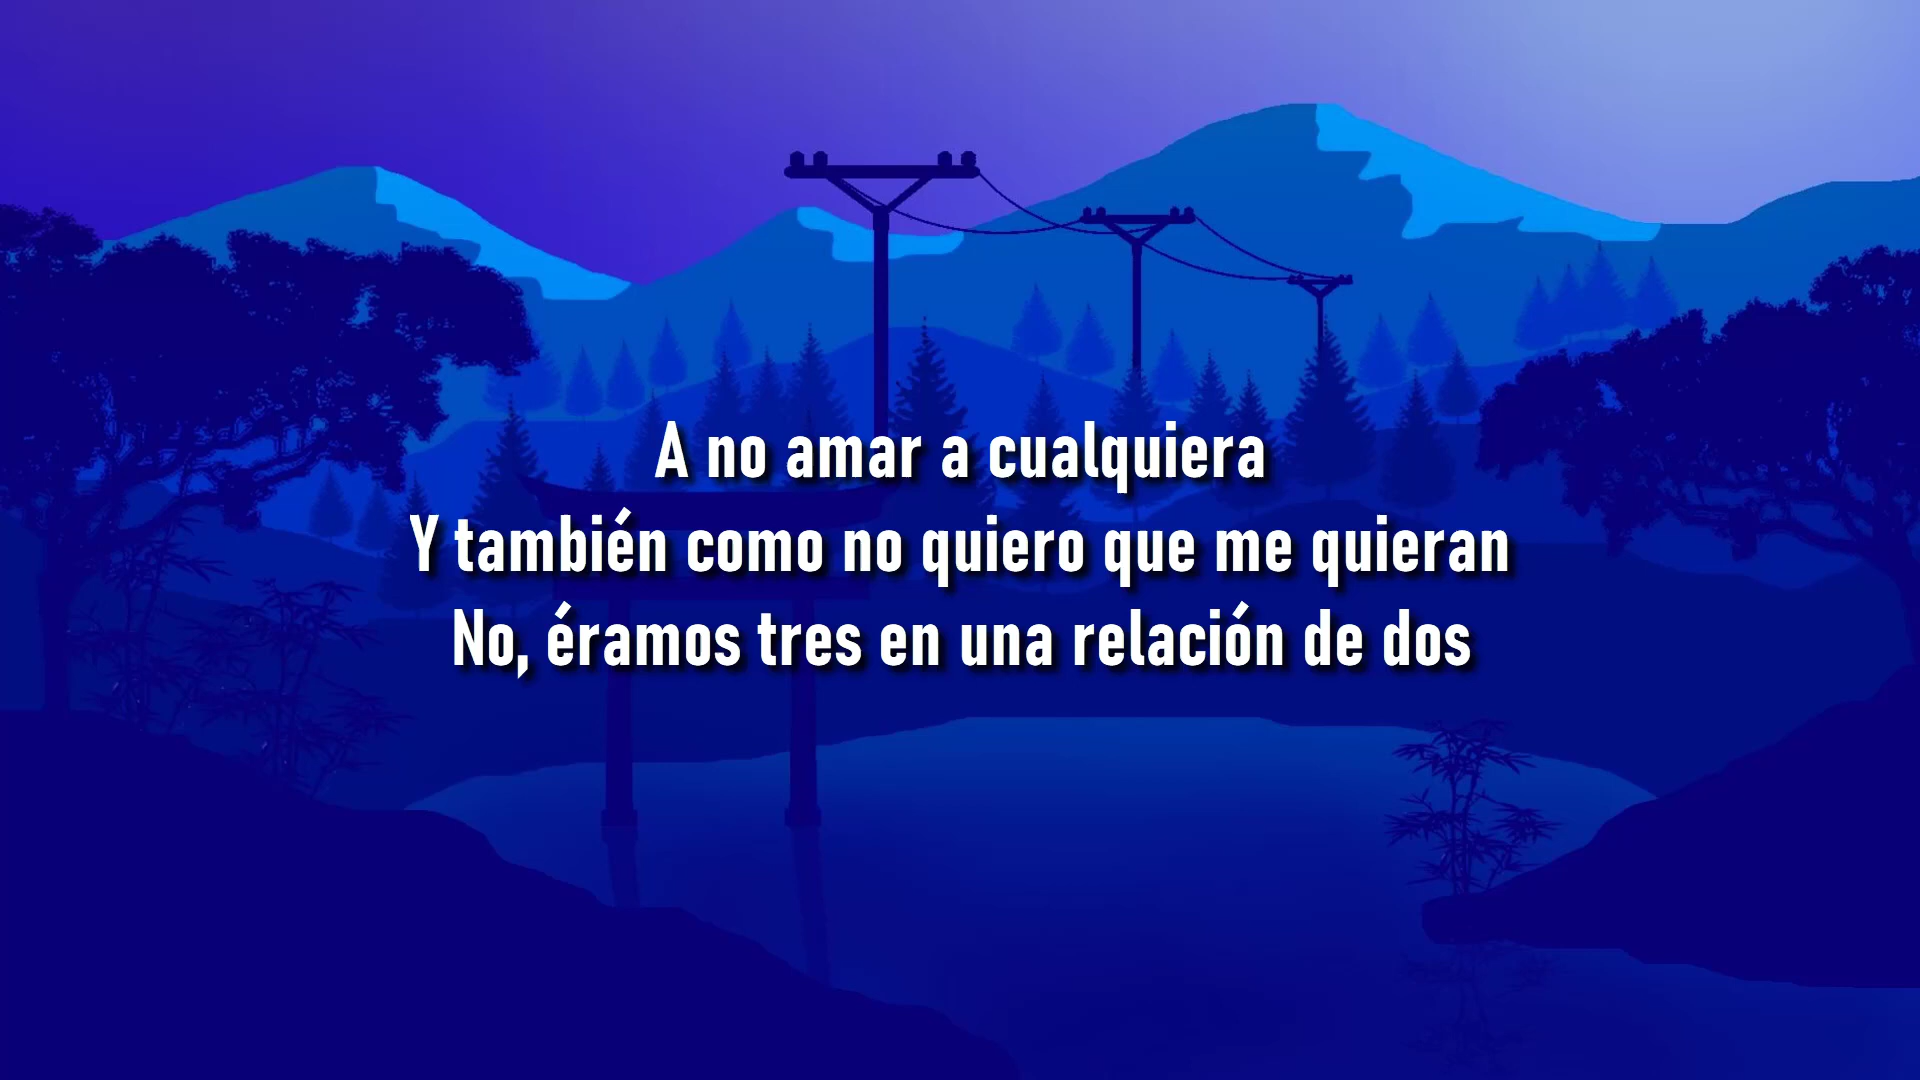 A no amar a cualquiera
Y también como no quiero que me quieran
No, éramos tres en una relación de dos